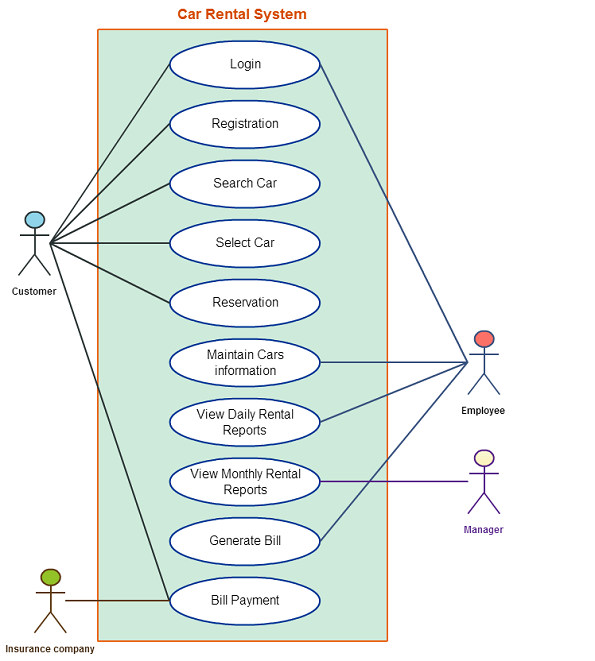 Car Rental System
Login
Registration
Search Car
Select Car
Customer
Reservation
Maintain Cars
information
View Daily Rental
Reports
Employee
View Monthly Rental
Reports
Manager
Generate Bill
Bill Payment
Insurance company